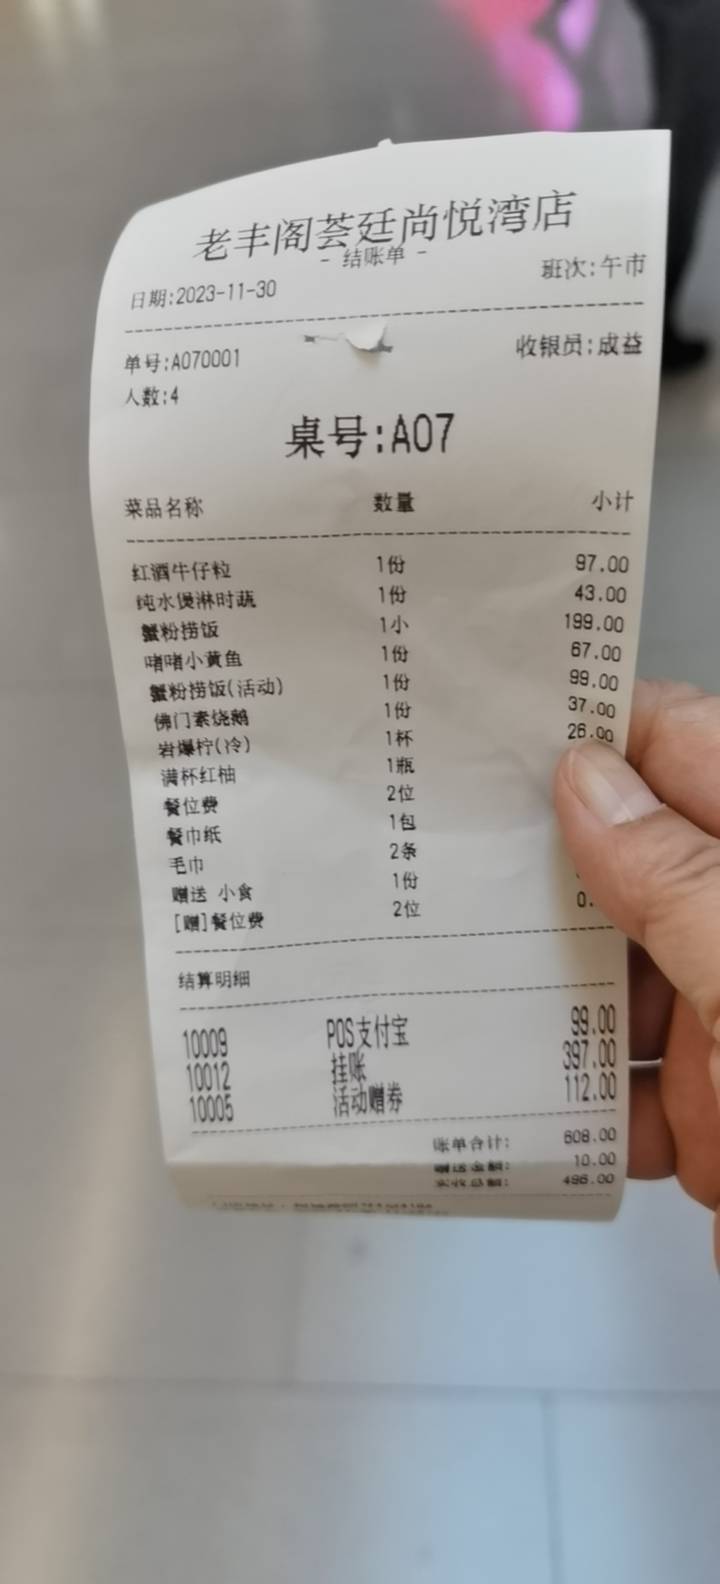 老丰阁荟廷尚悦湾店
- 结账单 -
日期:2023-11-30 班次:午市
单号:A070001 收银员:成益
人数:4
桌号:A07
菜品名称 数量 小计
红酒牛仔粒 1份 97.00
纯水煲淋时蔬 1份 43.00
蟹粉捞饭 1小 199.00
啫啫小黄鱼 1份 67.00
蟹粉捞饭(活动) 1份 99.00
佛门素烧鹅 1份 37.00
岩爆柠(冷) 1杯 26.00
满杯红柚 1瓶
餐位费 2位
餐巾纸 1包
毛巾 2条
赠送 小食 1份
[赠]餐位费 2位 0.
结算明细
10009 POS支付宝 99.00
10012 挂账 397.00
10005 活动赠券 112.00
账单合计: 608.00
10.00
496.00